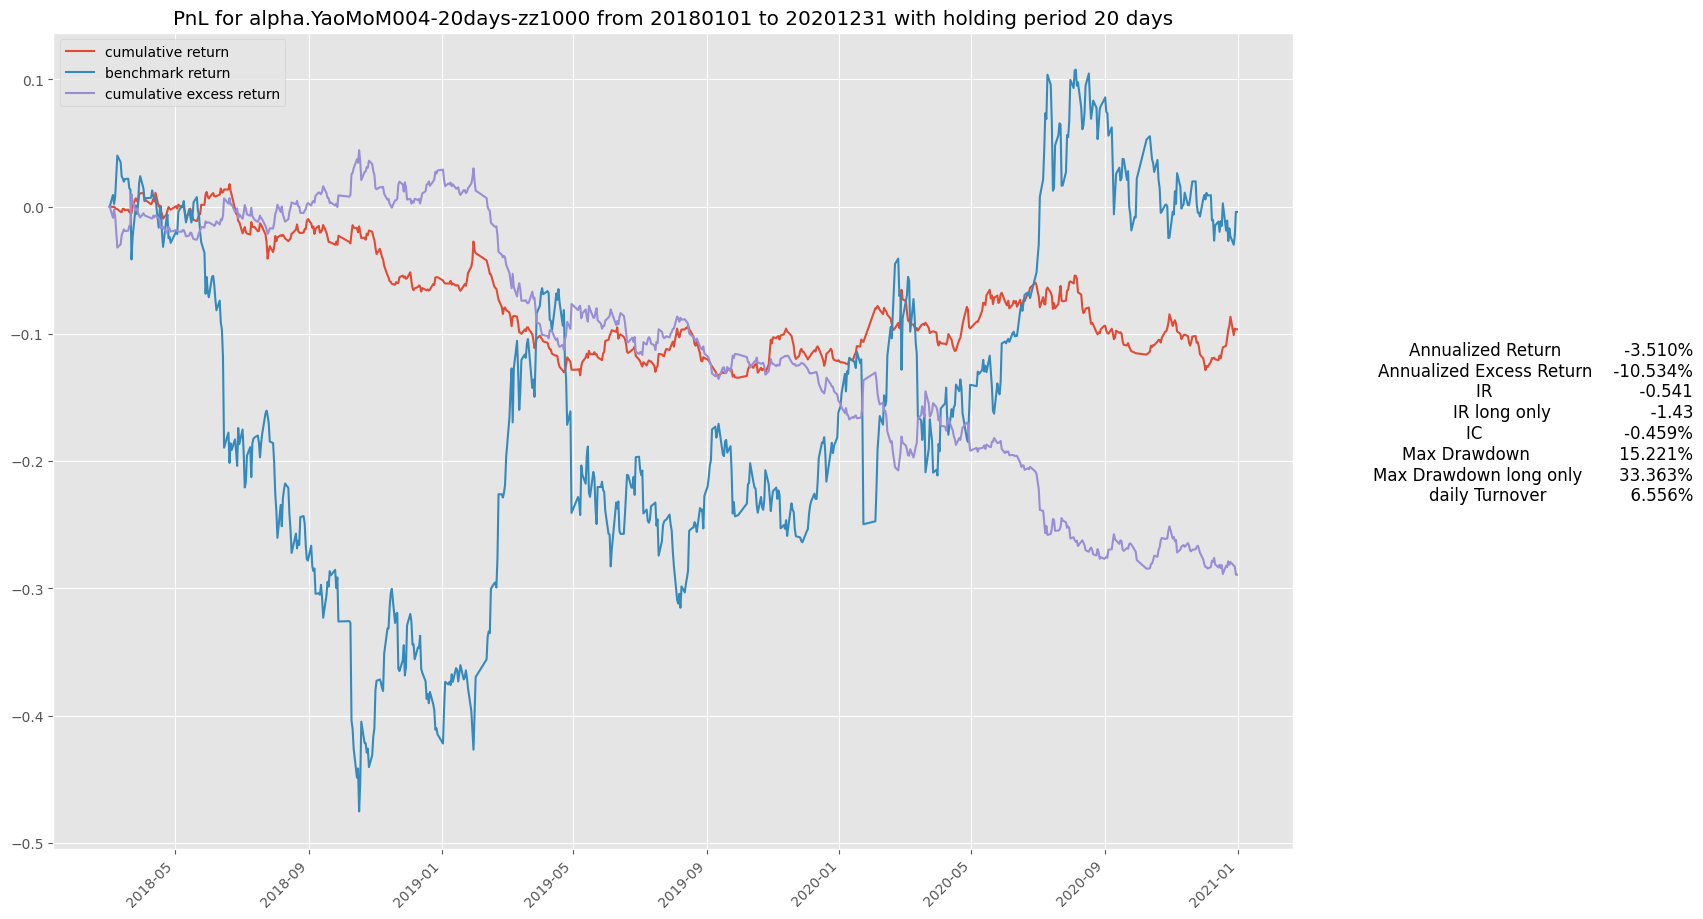 PnL for alpha.YaoMoM004-20days-zz1000 from 20180101 to 20201231 with holding period 20 days
cumulative return
benchmark return
cumulative excess return
0.1
0.0
−0.1
−0.2
−0.3
−0.4
−0.5
2018-05
2018-09
2019-01
2019-05
2019-09
2020-01
2020-05
2020-09
2021-01
Annualized Return -3.510%
Annualized Excess Return -10.534%
IR -0.541
IR long only -1.43
IC -0.459%
Max Drawdown 15.221%
Max Drawdown long only 33.363%
daily Turnover 6.556%